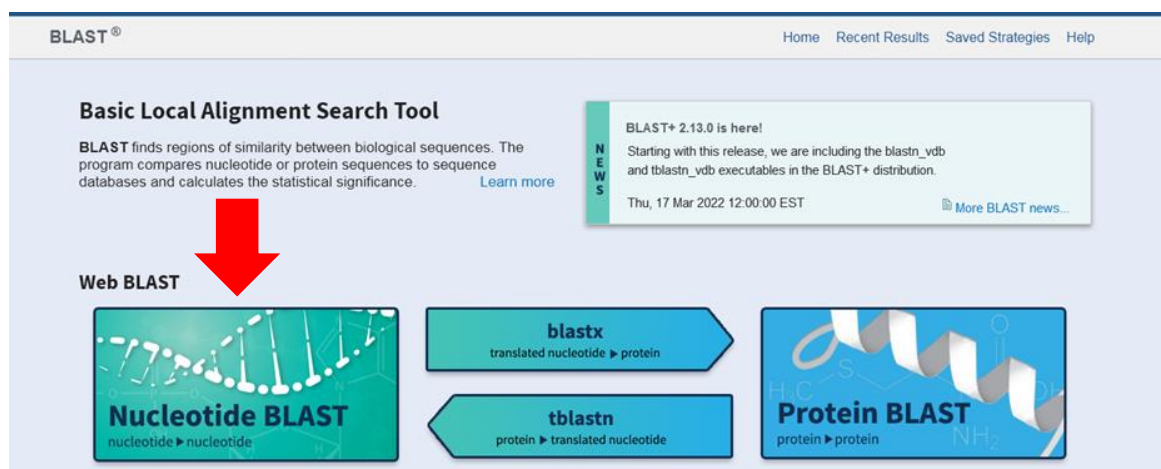 BLAST ®
Home Recent Results Saved Strategies Help
Basic Local Alignment Search Tool
BLAST finds regions of similarity between biological sequences. The
program compares nucleotide or protein sequences to sequence
databases and calculates the statistical significance. Learn more
NEWS
BLAST+ 2.13.0 is here!
Starting with this release, we are including the blastn_vdb
and tblastn_vdb executables in the BLAST+ distribution.
Thu, 17 Mar 2022 12:00:00 EST
More BLAST news...
Web BLAST
Nucleotide BLAST
nucleotide ▶ nucleotide
blastx
translated nucleotide ▶ protein
tblastn
protein ▶ translated nucleotide
H₃C
S
O
OH
NH₂
Protein BLAST
protein ▶ protein